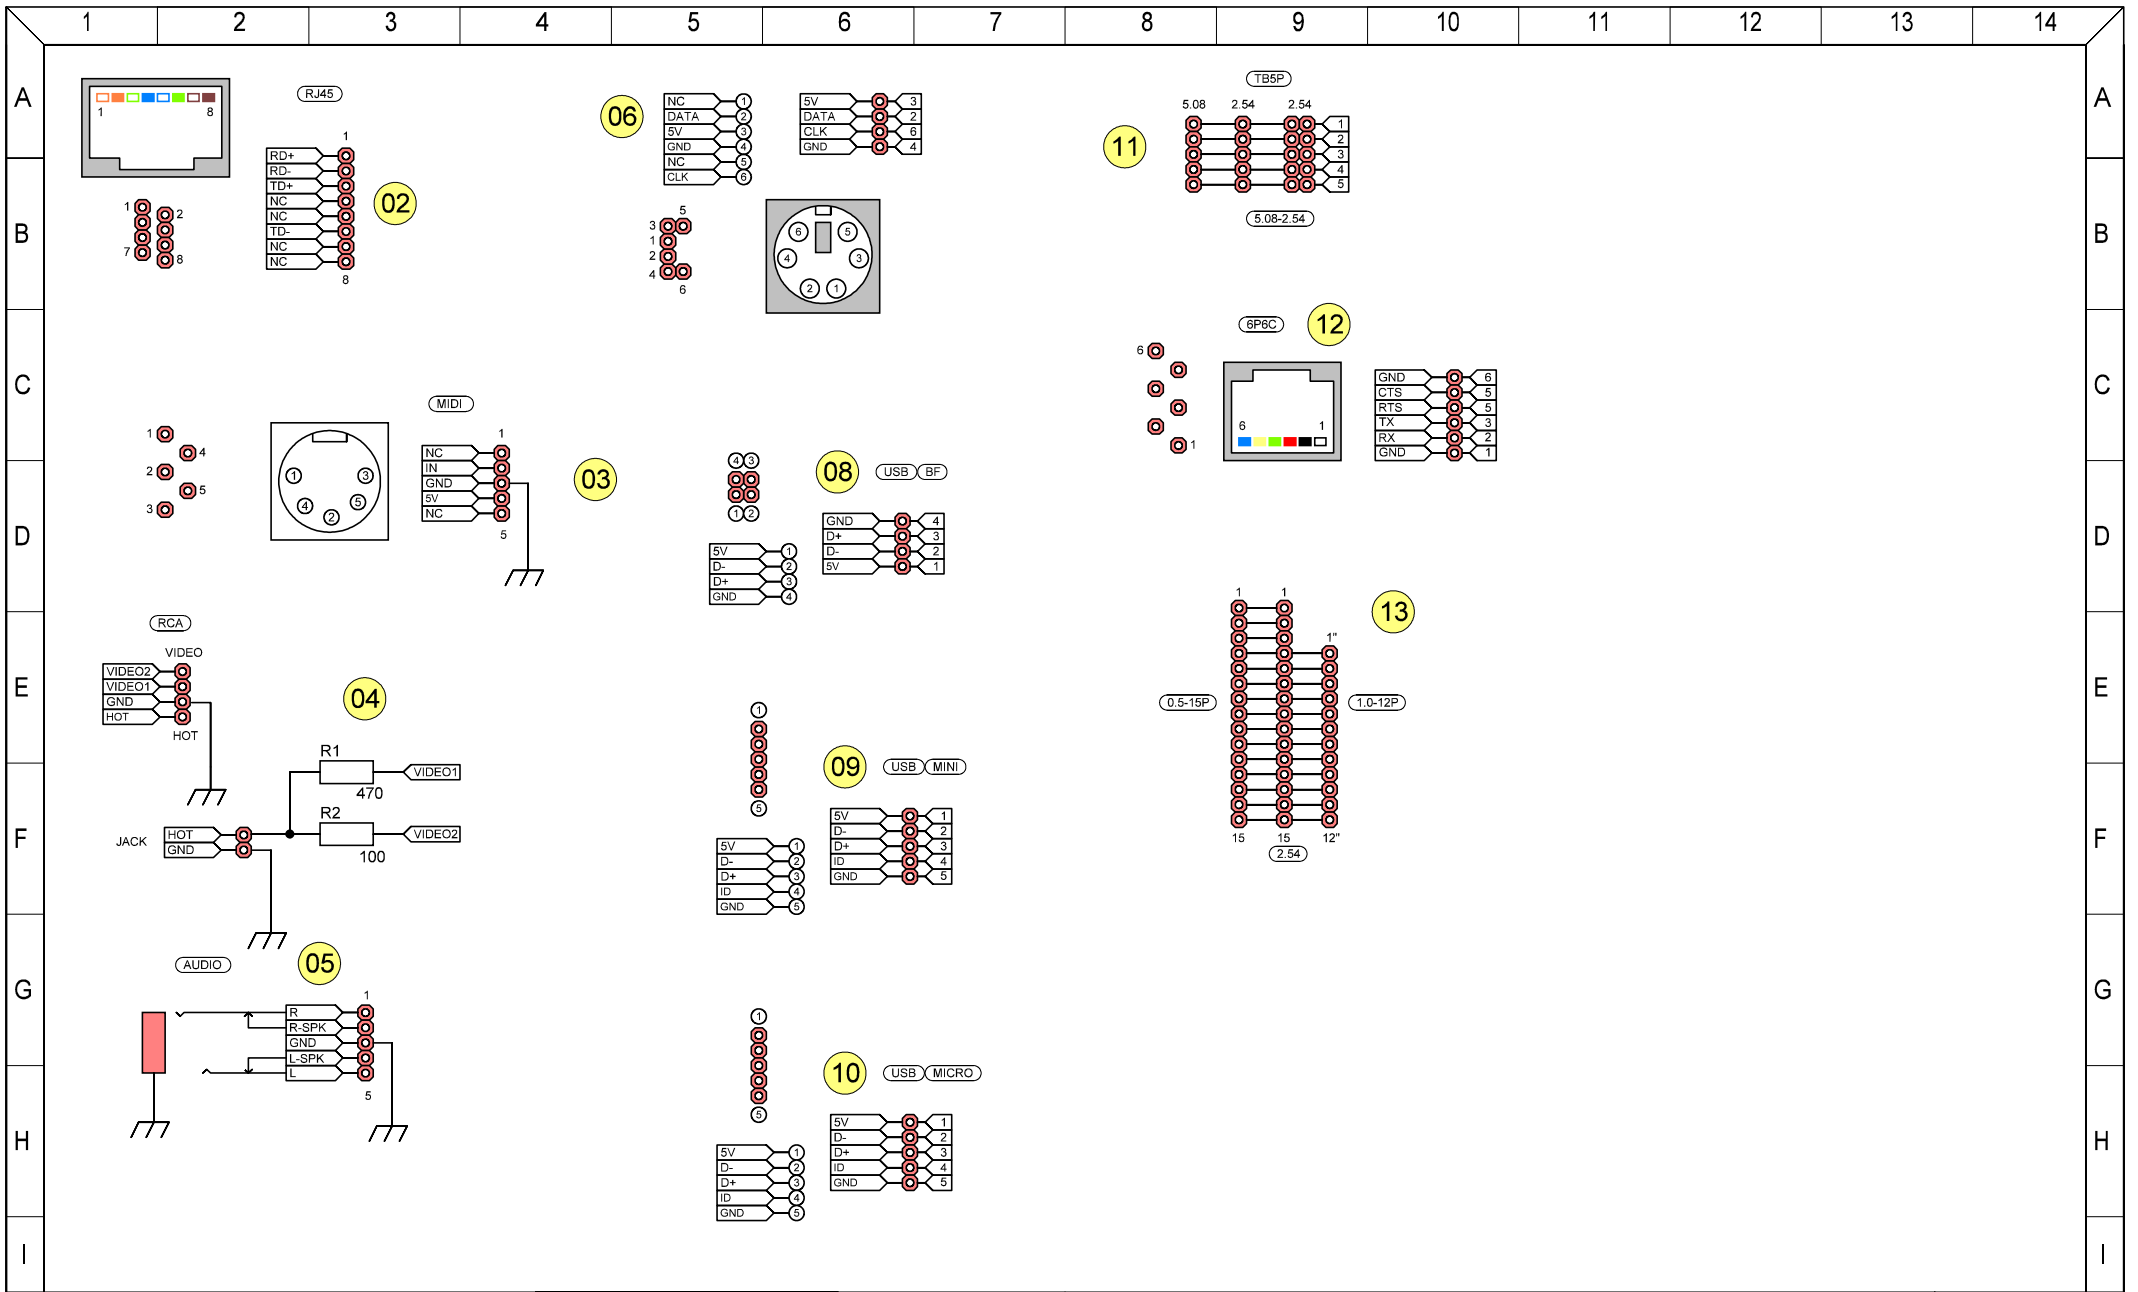 1 2 3 4 5 6 7 8 9 10 11 12 13 14
A
B
C
D
E
F
G
H
I
A
B
C
D
E
F
G
H
I
1 8
RJ45
1
RD+
RD-
TD+
NC
NC
TD-
NC
NC
8
02
1 2
7 8
MIDI
1
4
2
5
3
1 3
4 5
2
1
NC
IN
GND
5V
NC
5
03
RCA
VIDEO
VIDEO2
VIDEO1
GND
HOT
HOT
04
R1
470
VIDEO1
R2
100
VIDEO2
JACK
HOT
GND
AUDIO
05
1
R
R-SPK
GND
L-SPK
L
5
06
NC 1
DATA 2
5V 3
GND 4
NC 5
CLK 6
5V 3
DATA 2
CLK 6
GND 4
5
3
1
2
4
6
6 5
4 3
2 1
08
USB BF
4 3
1 2
GND 4
D+ 3
D- 2
5V 1
5V 1
D- 2
D+ 3
GND 4
1
5
09
USB MINI
5V 1
D- 2
D+ 3
ID 4
GND 5
5V 1
D- 2
D+ 3
ID 4
GND 5
1
5
10
USB MICRO
5V 1
D- 2
D+ 3
ID 4
GND 5
5V 1
D- 2
D+ 3
ID 4
GND 5
TB5P
5.08 2.54 2.54
11
1
2
3
4
5
5.08-2.54
6P6C
12
6
1
6 1
GND 6
CTS 5
RTS 5
TX 3
RX 2
GND 1
13
1 1
1"
0.5-15P
1.0-12P
15 15 12"
2.54